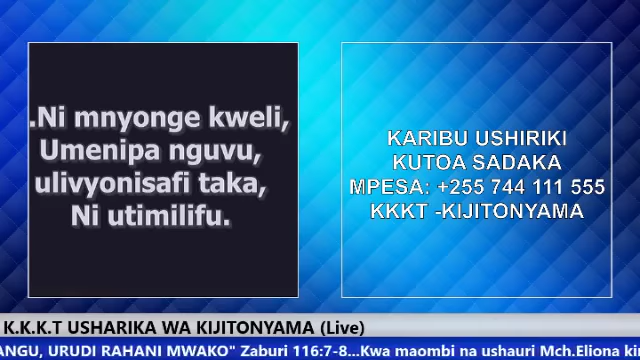 .Ni mnyonge kweli,
Umenipa nguvu,
ulivyonisafi taka,
Ni utimilifu.
KARIBU USHIRIKI
KUTOA SADAKA
MPESA: +255 744 111 555
KKKT -KIJITONYAMA
K.K.K.T USHARIKA WA KIJITONYAMA (Live)
ANGU, URUDI RAHANI MWAKO" Zaburi 116:7-8...Kwa maombi na ushauri Mch.Eliona